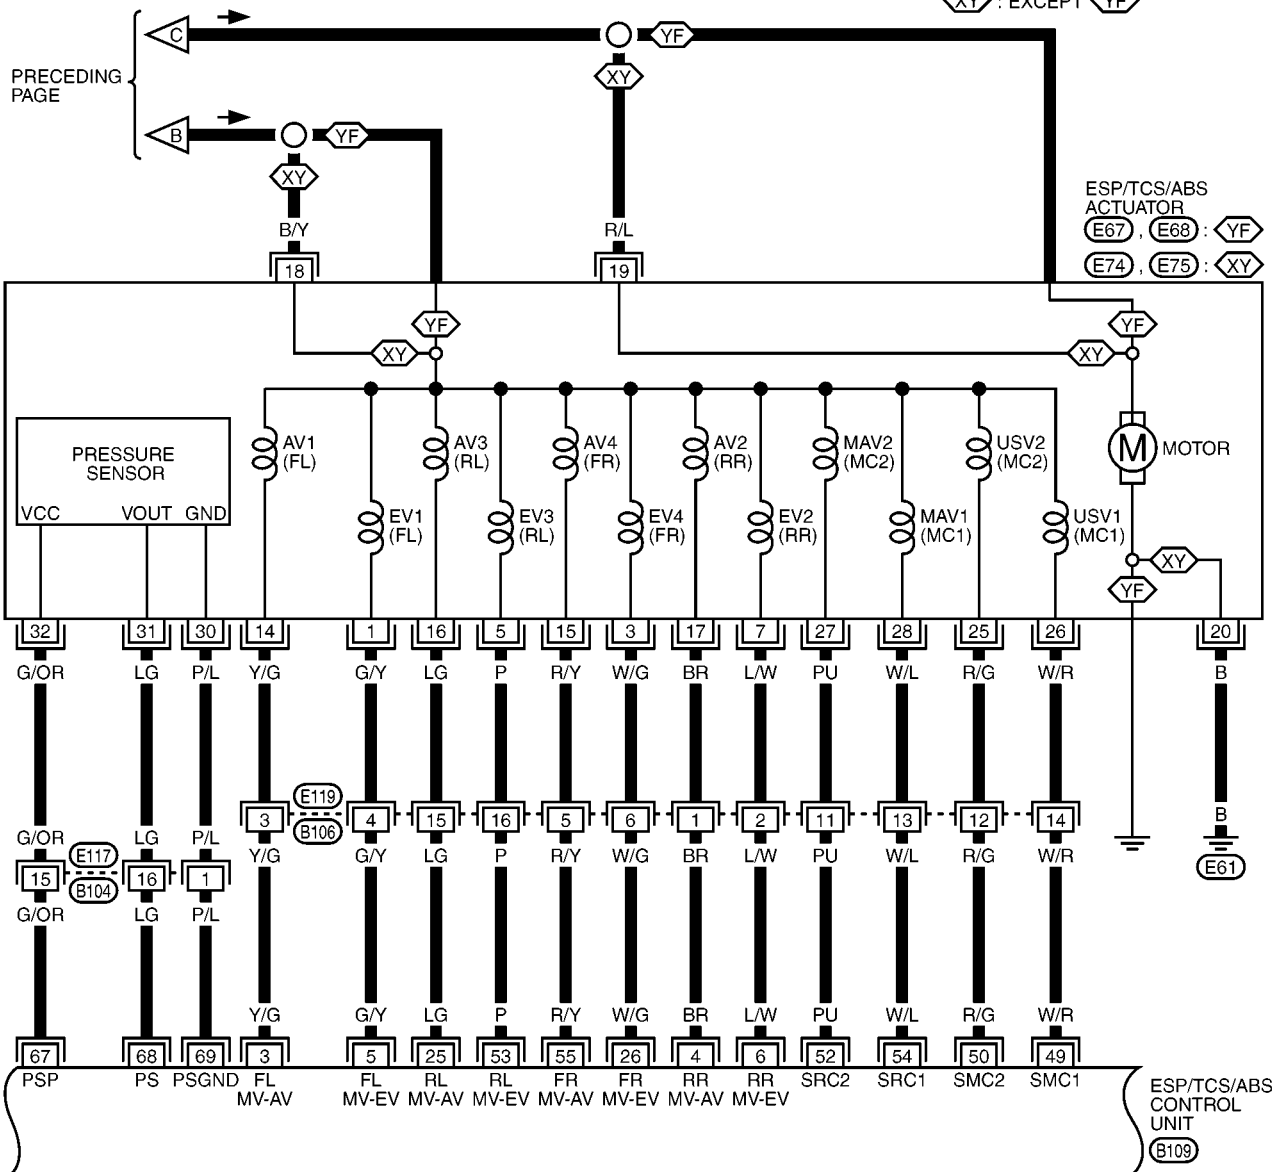 XY : EXCEPT YF
C YF
XY
PRECEDING
PAGE
B YF
XY
B/Y R/L
18 19
ESP/TCS/ABS
ACTUATOR
E67 , E68 : YF
E74 , E75 : XY
YF YF
XY XY
PRESSURE
SENSOR
VCC VOUT GND
AV1
(FL)
AV3
(RL)
AV4
(FR)
AV2
(RR)
MAV2
(MC2)
USV2
(MC2)
M MOTOR
EV1
(FL)
EV3
(RL)
EV4
(FR)
EV2
(RR)
MAV1
(MC1)
USV1
(MC1)
XY
YF
32 31 30 14 1 16 5 15 3 17 7 27 28 25 26 20
G/OR LG P/L Y/G G/Y LG P R/Y W/G BR L/W PU W/L R/G W/R B
E119
3 4 15 16 5 6 1 2 11 13 12 14
B106
B
G/OR LG P/L Y/G G/Y LG P R/Y W/G BR L/W PU W/L R/G W/R
E117
15 16 1
B104
E61
G/OR LG P/L
Y/G G/Y LG P R/Y W/G BR L/W PU W/L R/G W/R
67 68 69 3 5 25 53 55 26 4 6 52 54 50 49
PSP PS PSGND FL FL RL RL FR FR RR RR SRC2 SRC1 SMC2 SMC1
MV-AV MV-EV MV-AV MV-EV MV-AV MV-EV MV-AV MV-EV
ESP/TCS/ABS
CONTROL
UNIT
B109